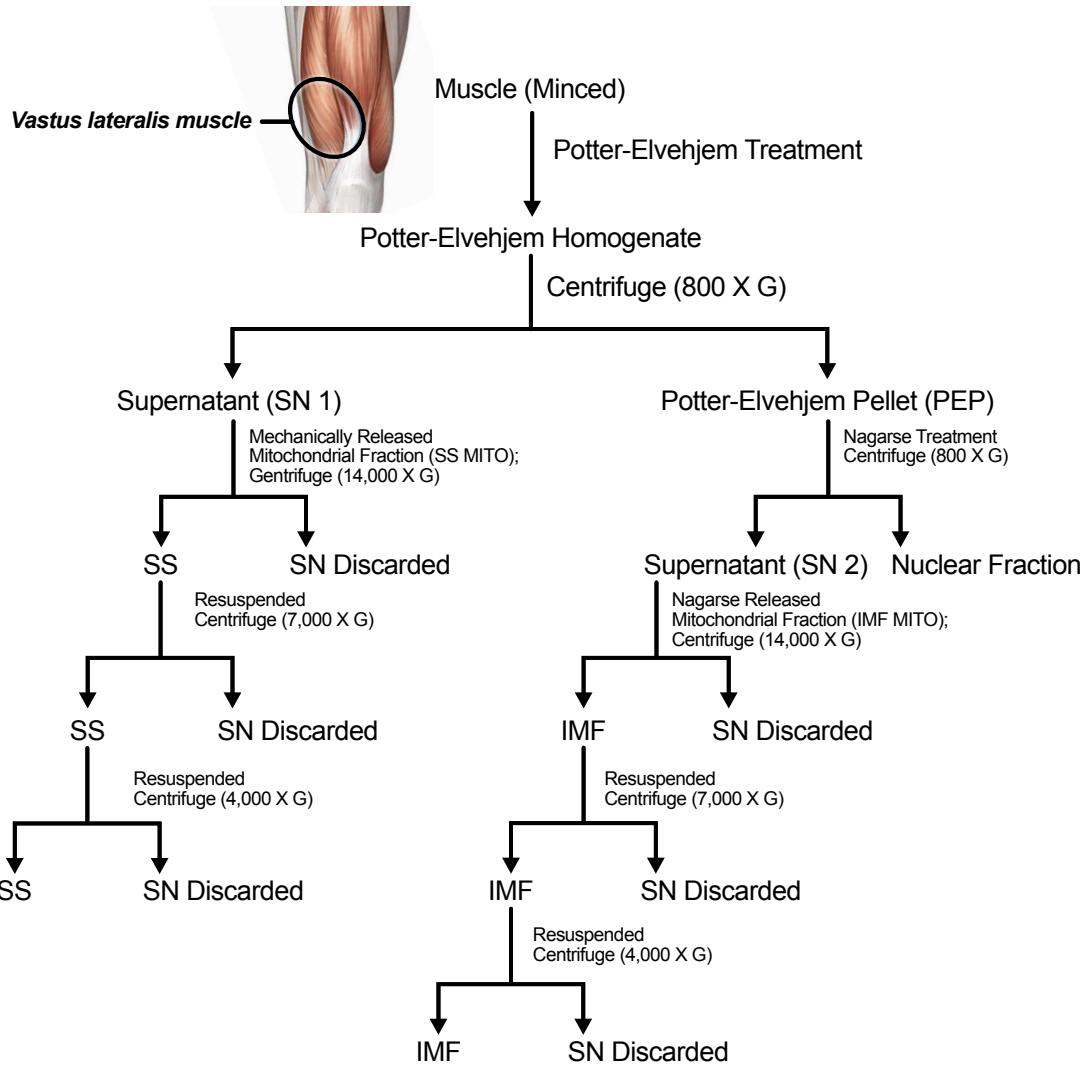 Vastus lateralis muscle
Muscle (Minced)
Potter-Elvehjem Treatment
Potter-Elvehjem Homogenate
Centrifuge (800 X G)
Supernatant (SN 1)
Potter-Elvehjem Pellet (PEP)
Mechanically Released
Mitochondrial Fraction (SS MITO);
Gentrifuge (14,000 X G)
Nagarse Treatment
Centrifuge (800 X G)
SS
SN Discarded
Supernatant (SN 2)
Nuclear Fraction
Resuspended
Centrifuge (7,000 X G)
Nagarse Released
Mitochondrial Fraction (IMF MITO);
Centrifuge (14,000 X G)
SS
SN Discarded
IMF
SN Discarded
Resuspended
Centrifuge (4,000 X G)
Resuspended
Centrifuge (7,000 X G)
SS
SN Discarded
IMF
SN Discarded
Resuspended
Centrifuge (4,000 X G)
IMF
SN Discarded